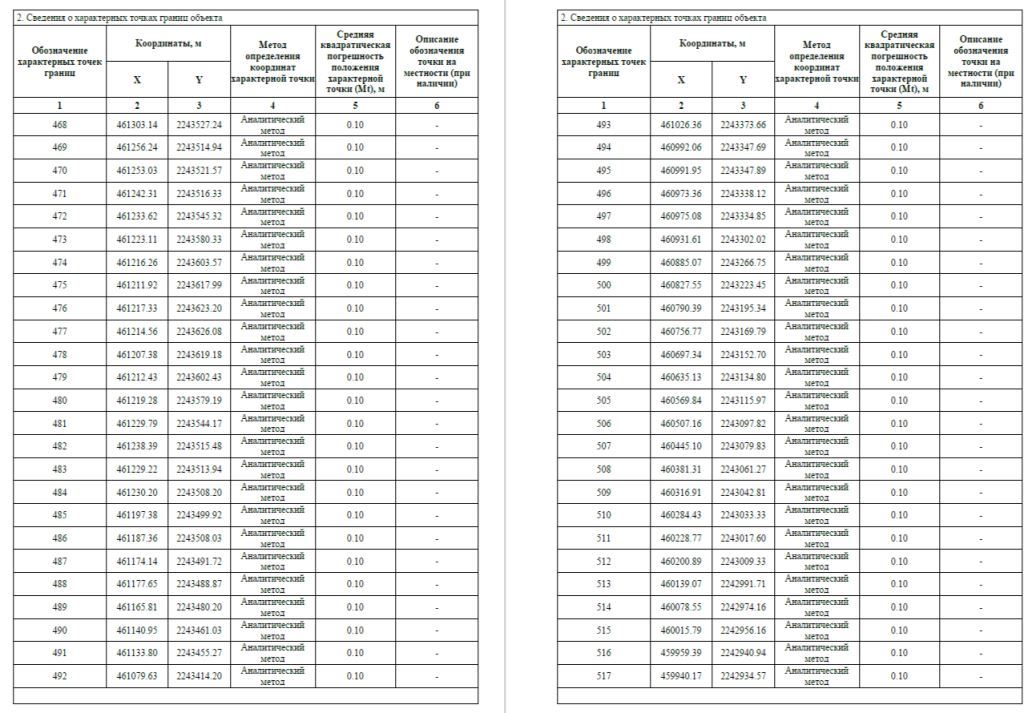 2. Сведения о характерных точках границ объекта
Обозначение характерных точек границ
Координаты, м
Метод определения координат характерной точки
Средняя квадратическая погрешность положения характерной точки (Mt), м
Описание обозначения точки на местности (при наличии)
X Y
1 2 3 4 5 6
468 461303.14 2243527.24 Аналитический метод 0.10 -
469 461256.24 2243514.94 Аналитический метод 0.10 -
470 461253.03 2243521.57 Аналитический метод 0.10 -
471 461242.31 2243516.33 Аналитический метод 0.10 -
472 461233.62 2243545.32 Аналитический метод 0.10 -
473 461223.11 2243580.33 Аналитический метод 0.10 -
474 461216.26 2243603.57 Аналитический метод 0.10 -
475 461211.92 2243617.99 Аналитический метод 0.10 -
476 461217.33 2243623.20 Аналитический метод 0.10 -
477 461214.56 2243626.08 Аналитический метод 0.10 -
478 461207.38 2243619.18 Аналитический метод 0.10 -
479 461212.43 2243602.43 Аналитический метод 0.10 -
480 461219.28 2243579.19 Аналитический метод 0.10 -
481 461229.79 2243544.17 Аналитический метод 0.10 -
482 461238.39 2243515.48 Аналитический метод 0.10 -
483 461229.22 2243513.94 Аналитический метод 0.10 -
484 461230.20 2243508.20 Аналитический метод 0.10 -
485 461197.38 2243499.92 Аналитический метод 0.10 -
486 461187.36 2243508.03 Аналитический метод 0.10 -
487 461174.14 2243491.72 Аналитический метод 0.10 -
488 461177.65 2243488.87 Аналитический метод 0.10 -
489 461165.81 2243480.20 Аналитический метод 0.10 -
490 461140.95 2243461.03 Аналитический метод 0.10 -
491 461133.80 2243455.27 Аналитический метод 0.10 -
492 461079.63 2243414.20 Аналитический метод 0.10 -
2. Сведения о характерных точках границ объекта
Обозначение характерных точек границ
Координаты, м
Метод определения координат характерной точки
Средняя квадратическая погрешность положения характерной точки (Mt), м
Описание обозначения точки на местности (при наличии)
X Y
1 2 3 4 5 6
493 461026.36 2243373.66 Аналитический метод 0.10 -
494 460992.06 2243347.69 Аналитический метод 0.10 -
495 460991.95 2243347.89 Аналитический метод 0.10 -
496 460973.36 2243338.12 Аналитический метод 0.10 -
497 460975.08 2243334.85 Аналитический метод 0.10 -
498 460931.61 2243302.02 Аналитический метод 0.10 -
499 460885.07 2243266.75 Аналитический метод 0.10 -
500 460827.55 2243223.45 Аналитический метод 0.10 -
501 460790.39 2243195.34 Аналитический метод 0.10 -
502 460756.77 2243169.79 Аналитический метод 0.10 -
503 460697.34 2243152.70 Аналитический метод 0.10 -
504 460635.13 2243134.80 Аналитический метод 0.10 -
505 460569.84 2243115.97 Аналитический метод 0.10 -
506 460507.16 2243097.82 Аналитический метод 0.10 -
507 460445.10 2243079.83 Аналитический метод 0.10 -
508 460381.31 2243061.27 Аналитический метод 0.10 -
509 460316.91 2243042.81 Аналитический метод 0.10 -
510 460284.43 2243033.33 Аналитический метод 0.10 -
511 460228.77 2243017.60 Аналитический метод 0.10 -
512 460200.89 2243009.33 Аналитический метод 0.10 -
513 460139.07 2242991.71 Аналитический метод 0.10 -
514 460078.55 2242974.16 Аналитический метод 0.10 -
515 460015.79 2242956.16 Аналитический метод 0.10 -
516 459959.39 2242940.94 Аналитический метод 0.10 -
517 459940.17 2242934.57 Аналитический метод 0.10 -